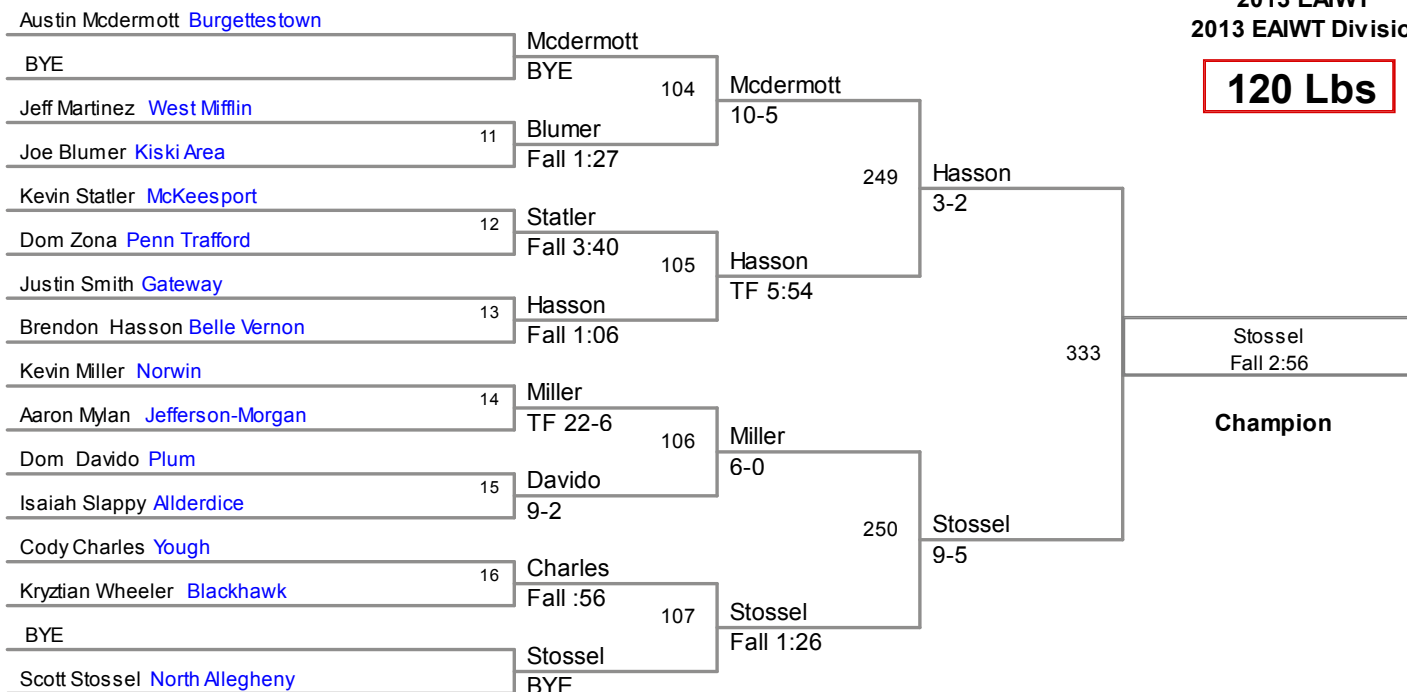 2013 EAIWT
2013 EAIWT Divisio
120 Lbs
Austin Mcdermott Burgettestown
BYE
Jeff Martinez West Mifflin
Joe Blumer Kiski Area
Kevin Statler McKeesport
Dom Zona Penn Trafford
Justin Smith Gateway
Brendon Hasson Belle Vernon
Kevin Miller Norwin
Aaron Mylan Jefferson-Morgan
Dom Davido Plum
Isaiah Slappy Allderdice
Cody Charles Yough
Kryztian Wheeler Blackhawk
BYE
Scott Stossel North Allegheny
Mcdermott
BYE
11
Blumer
Fall 1:27
12
Statler
Fall 3:40
13
Hasson
Fall 1:06
14
Miller
TF 22-6
15
Davido
9-2
16
Charles
Fall :56
Stossel
BYE
104
Mcdermott
10-5
105
Hasson
TF 5:54
106
Miller
6-0
107
Stossel
Fall 1:26
249
Hasson
3-2
250
Stossel
9-5
333
Stossel
Fall 2:56
Champion